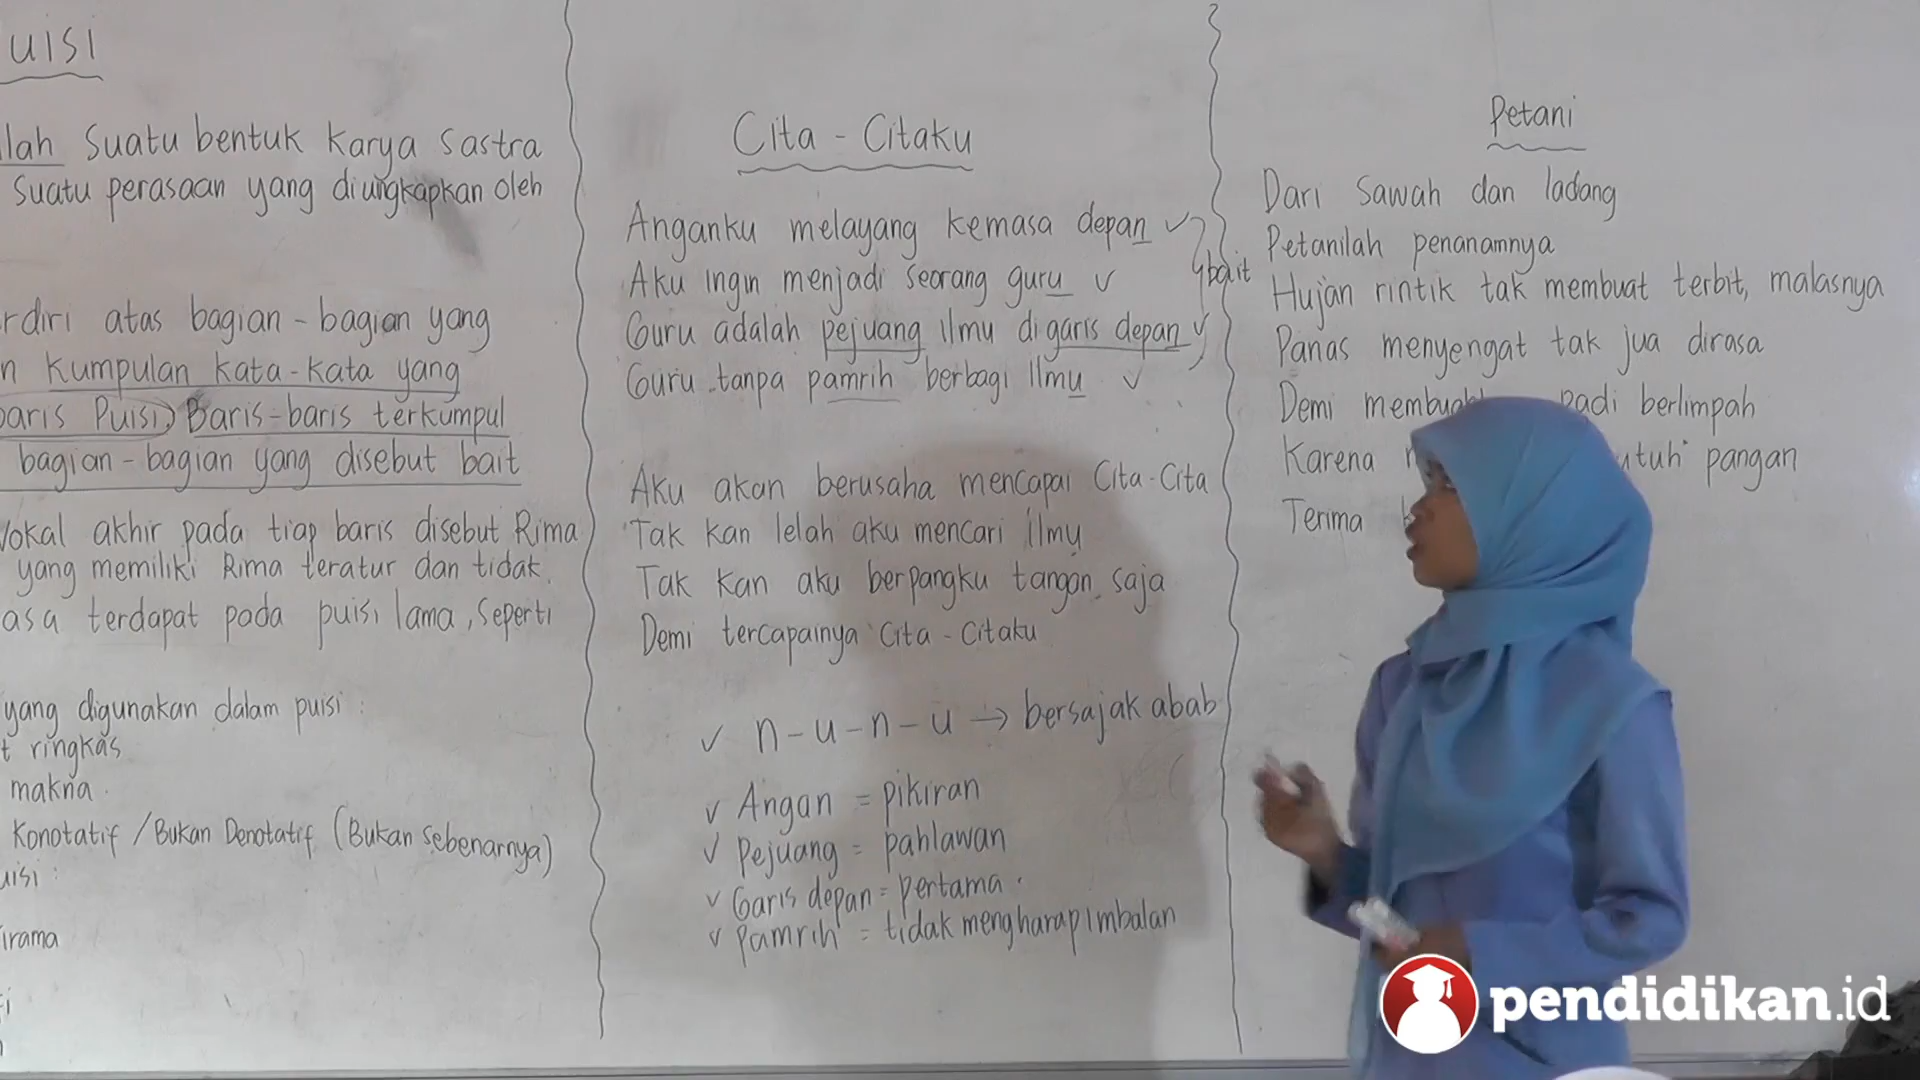 uisi
lah Suatu bentuk karya sastra
Suatu perasaan yang diungkapkan oleh
rdiri atas bagian-bagian yang
n kumpulan kata-kata yang
baris Puisi) Baris-baris terkumpul
bagian-bagian yang disebut bait
Vokal akhir pada tiap baris disebut Rima
yang memiliki Rima teratur dan tidak.
asa terdapat pada puisi lama, seperti
yang digunakan dalam puisi :
t ringkas
makna.
Konotatif /Bukan Denotatif (Bukan Sebenarnya)
uisi :
irama
Cita - Citaku
Anganku melayang kemasa depan ✓
Aku ingin menjadi seorang guru ✓
Guru adalah pejuang ilmu digaris depan ✓
Guru tanpa pamrih berbagi ilmu ✓
bait
Aku akan berusaha mencapai Cita-Cita
Tak kan lelah aku mencari ilmu
Tak kan aku berpangku tangan saja
Demi tercapainya Cita-Citaku
✓ n-u-n-u → bersajak abab
✓ Angan = pikiran
✓ pejuang = pahlawan
✓ Garis depan = pertama.
✓ pamrih = tidak mengharap imbalan
Petani
Dari Sawah dan ladang
Petanilah penanamnya
Hujan rintik tak membuat terbit, malasnya
Panas menyengat tak jua dirasa
Demi padi berlimpah
Karena utuh pangan
Terima
pendidikan.id